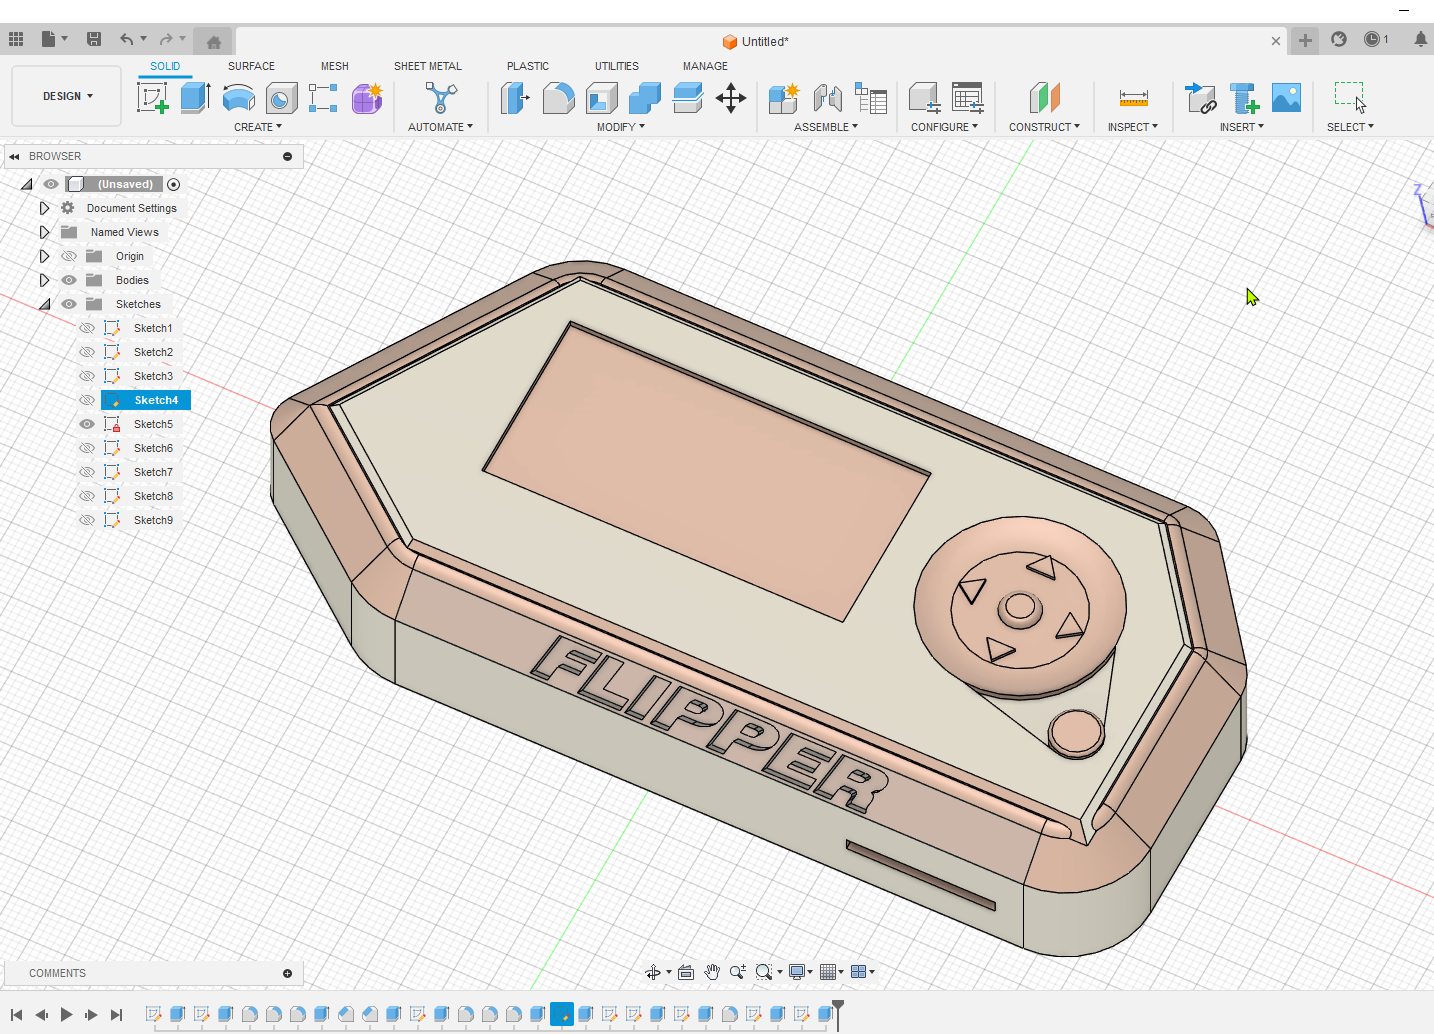 Untitled*
1
SOLID SURFACE MESH SHEET METAL PLASTIC UTILITIES MANAGE
DESIGN
CREATE AUTOMATE MODIFY ASSEMBLE CONFIGURE CONSTRUCT INSPECT INSERT SELECT
BROWSER
(Unsaved)
Z
Document Settings
Named Views
Origin
Bodies
Sketches
Sketch1
Sketch2
Sketch3
Sketch4
Sketch5
Sketch6
Sketch7
Sketch8
Sketch9
FLIPPER
COMMENTS